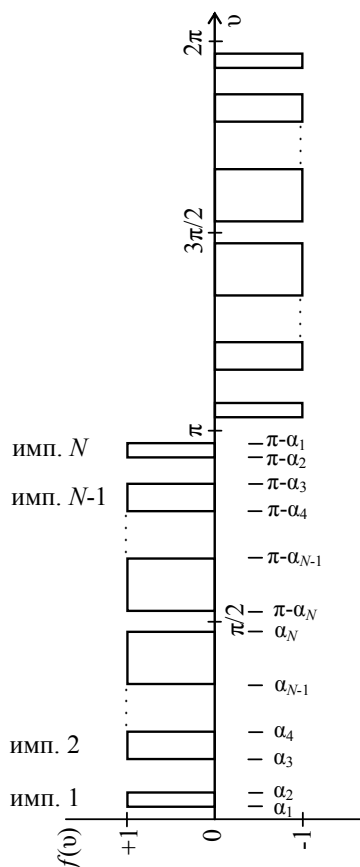 υ
2π
3π/2
π
имп. N
π-α1
π-α2
имп. N-1
π-α3
π-α4
π-αN-1
π-αN
π/2
αN
αN-1
имп. 2
α4
α3
имп. 1
α2
α1
f(υ)
+1
0
-1